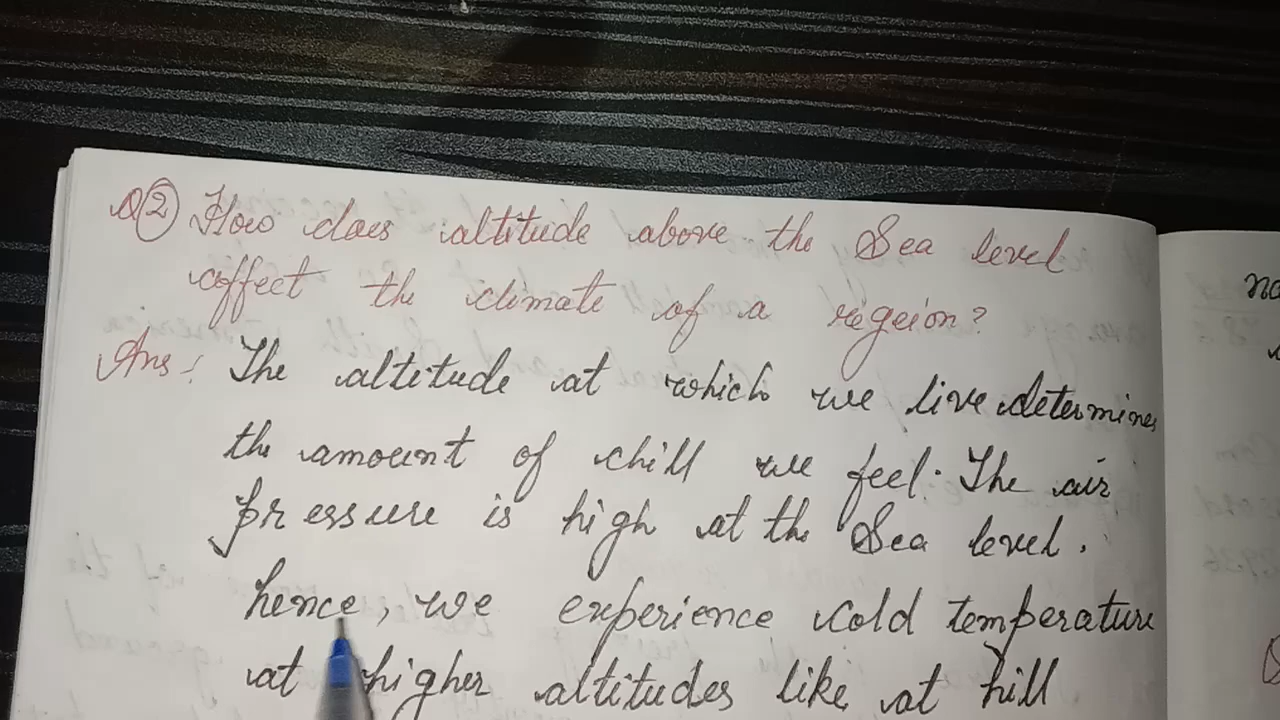 Q② How does altitude above the Sea level
affect the climate of a rigeion?
Ans: The altitude at which we live determines
the amount of chill we feel. The air
pressure is high at the Sea level.
hence, we experience cold temperature
at higher altitudes like at hill